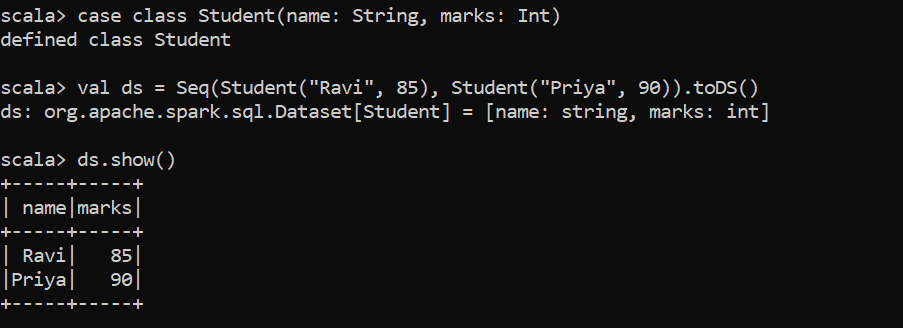 scala> case class Student(name: String, marks: Int)
defined class Student
scala> val ds = Seq(Student("Ravi", 85), Student("Priya", 90)).toDS()
ds: org.apache.spark.sql.Dataset[Student] = [name: string, marks: int]
scala> ds.show()
+-----+-----+
| name|marks|
+-----+-----+
| Ravi|   85|
|Priya|   90|
+-----+-----+